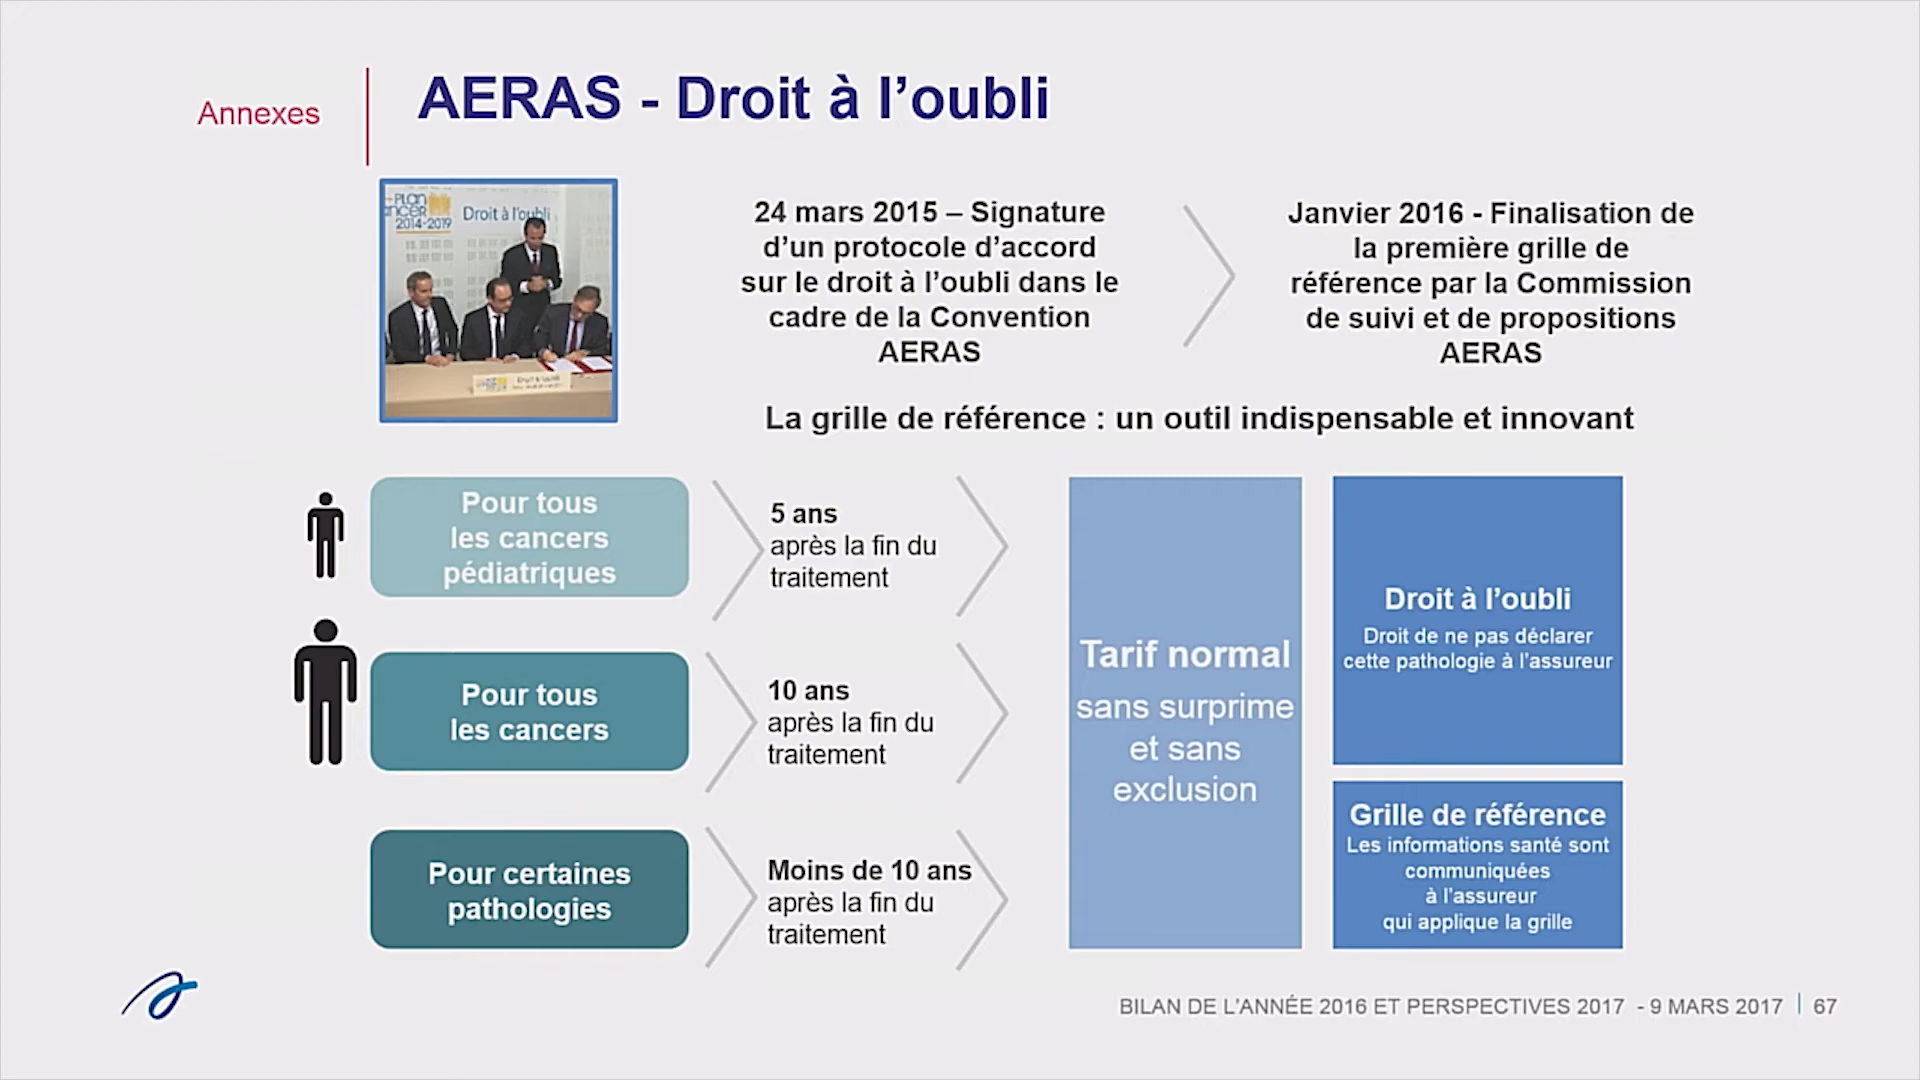 Annexes
AERAS - Droit à l’oubli
PLAN
NCER
2014-2019
Droit à l'oubli
24 mars 2015 – Signature
d’un protocole d’accord
sur le droit à l’oubli dans le
cadre de la Convention
AERAS
Janvier 2016 - Finalisation de
la première grille de
référence par la Commission
de suivi et de propositions
AERAS
La grille de référence : un outil indispensable et innovant
Pour tous
les cancers
pédiatriques
5 ans
après la fin du
traitement
Pour tous
les cancers
10 ans
après la fin du
traitement
Pour certaines
pathologies
Moins de 10 ans
après la fin du
traitement
Tarif normal
sans surprime
et sans
exclusion
Droit à l’oubli
Droit de ne pas déclarer
cette pathologie à l’assureur
Grille de référence
Les informations santé sont
communiquées
à l’assureur
qui applique la grille
BILAN DE L'ANNÉE 2016 ET PERSPECTIVES 2017 - 9 MARS 2017 | 67